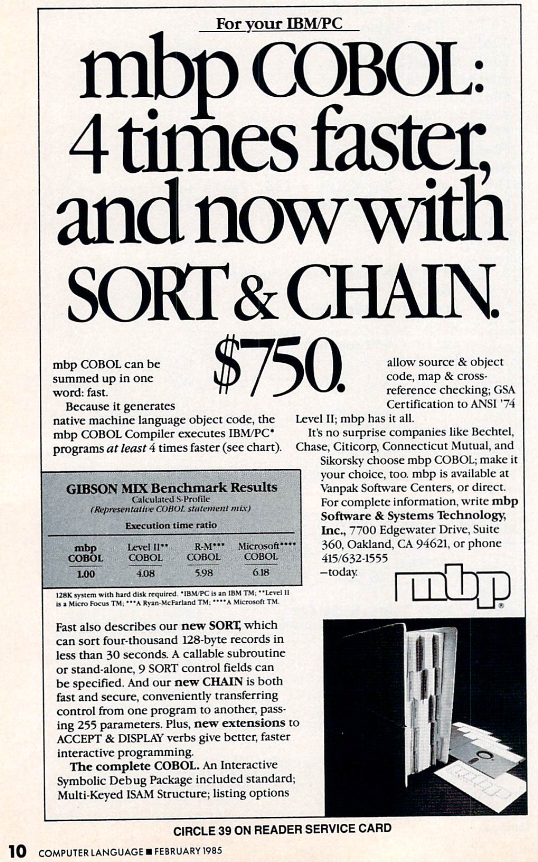 For your IBM/PC
mbp COBOL:
4 times faster,
and now with
SORT & CHAIN.
$750.
mbp COBOL can be
summed up in one
word: fast.
Because it generates
native machine language object code, the
mbp COBOL Compiler executes IBM/PC*
programs at least 4 times faster (see chart).
GIBSON MIX Benchmark Results
Calculated S-Profile
(Representative COBOL statement mix)
Execution time ratio
mbp COBOL Level II** COBOL R-M*** COBOL Microsoft**** COBOL
1.00 4.08 5.98 6.18
128K system with hard disk required. *IBM/PC is an IBM TM; **Level II
is a Micro Focus TM; ***A Ryan-McFarland TM; ****A Microsoft TM.
Fast also describes our new SORT, which
can sort four-thousand 128-byte records in
less than 30 seconds. A callable subroutine
or stand-alone, 9 SORT control fields can
be specified. And our new CHAIN is both
fast and secure, conveniently transferring
control from one program to another, pass-
ing 255 parameters. Plus, new extensions to
ACCEPT & DISPLAY verbs give better, faster
interactive programming.
The complete COBOL. An Interactive
Symbolic Debug Package included standard;
Multi-Keyed ISAM Structure; listing options
allow source & object
code, map & cross-
reference checking; GSA
Certification to ANSI '74
Level II; mbp has it all.
It's no surprise companies like Bechtel,
Chase, Citicorp, Connecticut Mutual, and
Sikorsky choose mbp COBOL; make it
your choice, too. mbp is available at
Vanpak Software Centers, or direct.
For complete information, write mbp
Software & Systems Technology,
Inc., 7700 Edgewater Drive, Suite
360, Oakland, CA 94621, or phone
415/632-1555
—today.
mbp®
CIRCLE 39 ON READER SERVICE CARD
10 COMPUTER LANGUAGE ■ FEBRUARY 1985